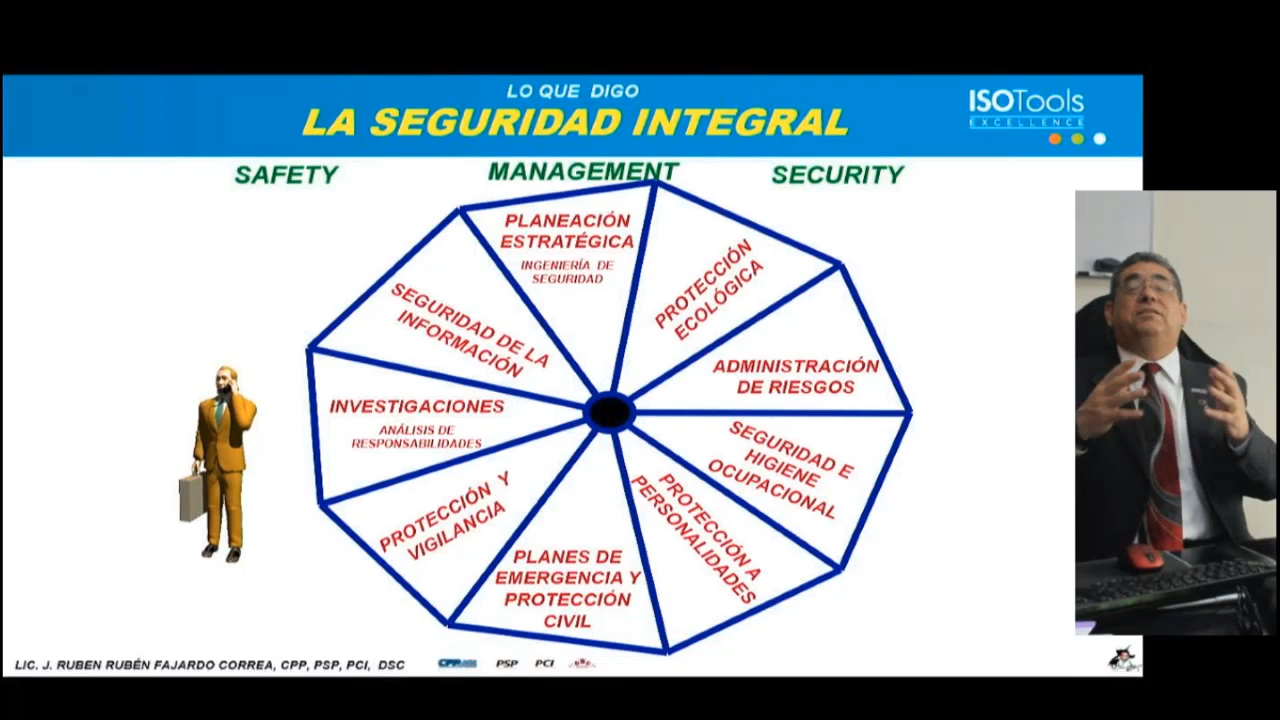 LO QUE DIGO
LA SEGURIDAD INTEGRAL
ISOTools
EXCELLENCE
SAFETY
MANAGEMENT
SECURITY
PLANEACIÓN
ESTRATÉGICA
INGENIERÍA DE
SEGURIDAD
PROTECCIÓN
ECOLÓGICA
SEGURIDAD DE LA
INFORMACIÓN
ADMINISTRACIÓN
DE RIESGOS
INVESTIGACIONES
ANÁLISIS DE
RESPONSABILIDADES
SEGURIDAD E
HIGIENE
OCUPACIONAL
PROTECCIÓN Y
VIGILANCIA
PROTECCIÓN A
PERSONALIDADES
PLANES DE
EMERGENCIA Y
PROTECCIÓN
CIVIL
LIC. J. RUBEN RUBÉN FAJARDO CORREA, CPP, PSP, PCI, DSC
CPP
PSP
PCI